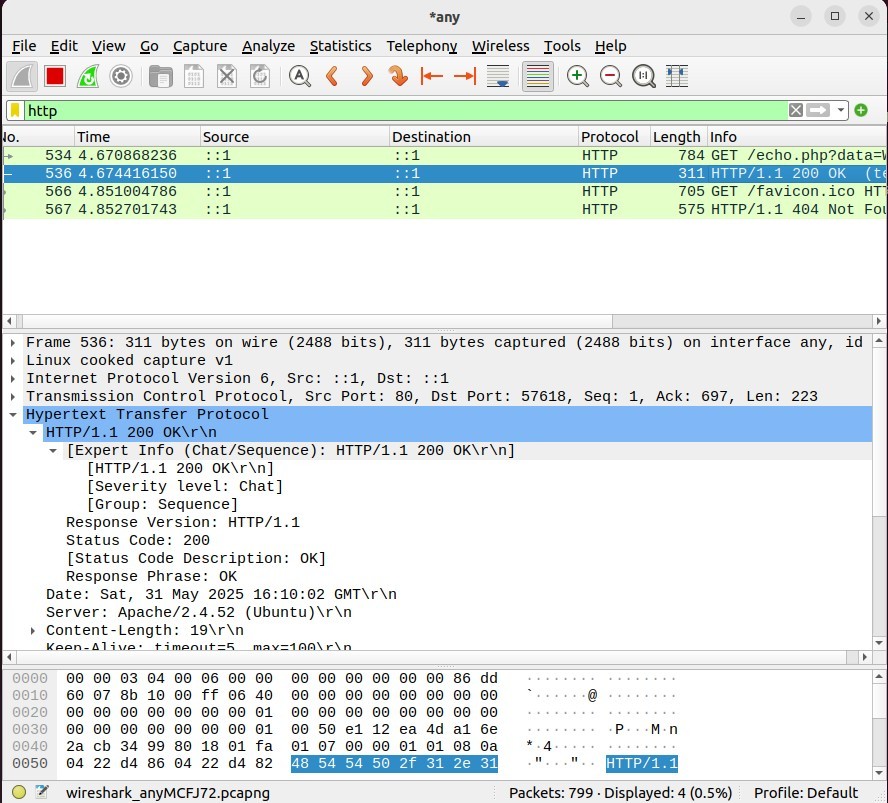 *any
File Edit View Go Capture Analyze Statistics Telephony Wireless Tools Help
http
No. Time Source Destination Protocol Length Info
534 4.670868236 ::1 ::1 HTTP 784 GET /echo.php?data=W
536 4.674416150 ::1 ::1 HTTP 311 HTTP/1.1 200 OK (te
566 4.851004786 ::1 ::1 HTTP 705 GET /favicon.ico HTT
567 4.852701743 ::1 ::1 HTTP 575 HTTP/1.1 404 Not Fou
Frame 536: 311 bytes on wire (2488 bits), 311 bytes captured (2488 bits) on interface any, id
Linux cooked capture v1
Internet Protocol Version 6, Src: ::1, Dst: ::1
Transmission Control Protocol, Src Port: 80, Dst Port: 57618, Seq: 1, Ack: 697, Len: 223
Hypertext Transfer Protocol
HTTP/1.1 200 OK\r\n
[Expert Info (Chat/Sequence): HTTP/1.1 200 OK\r\n]
[HTTP/1.1 200 OK\r\n]
[Severity level: Chat]
[Group: Sequence]
Response Version: HTTP/1.1
Status Code: 200
[Status Code Description: OK]
Response Phrase: OK
Date: Sat, 31 May 2025 16:10:02 GMT\r\n
Server: Apache/2.4.52 (Ubuntu)\r\n
Content-Length: 19\r\n
Keep-Alive: timeout=5, max=100\r\n
0000 00 00 03 04 00 06 00 00 00 00 00 00 00 00 86 dd ········ ········
0010 60 07 8b 10 00 ff 06 40 00 00 00 00 00 00 00 00 `······@ ········
0020 00 00 00 00 00 00 00 01 00 00 00 00 00 00 00 00 ········ ········
0030 00 00 00 00 00 00 00 01 00 50 e1 12 ea 4d a1 6e ········ ·P···M·n
0040 2a cb 34 99 80 18 01 fa 01 07 00 00 01 01 08 0a *·4····· ········
0050 04 22 d4 86 04 22 d4 82 48 54 54 50 2f 31 2e 31 ·"···"·· HTTP/1.1
wireshark_anyMCFJ72.pcapng Packets: 799 · Displayed: 4 (0.5%) Profile: Default